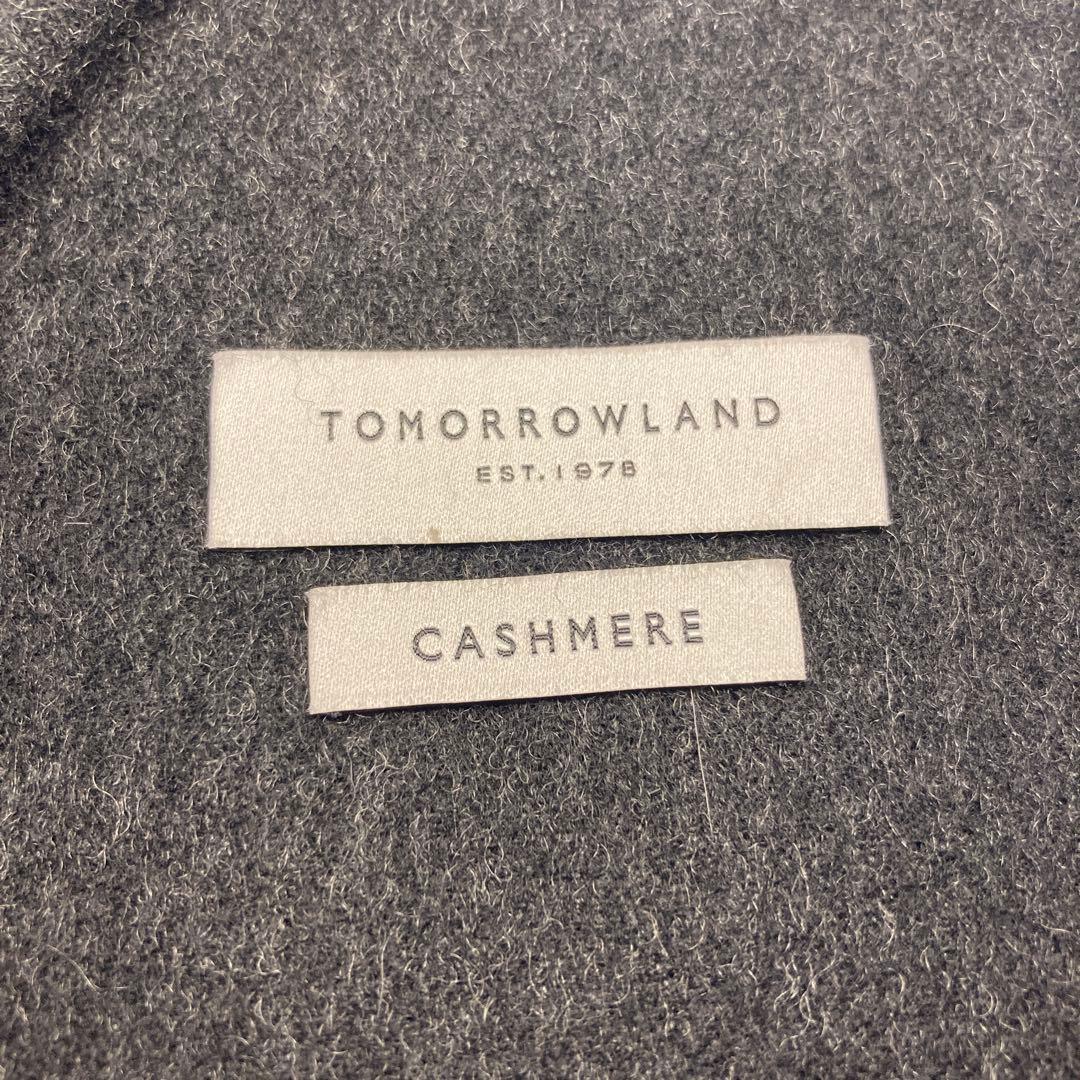 TOMORROWLAND
EST. 1978
CASHMERE